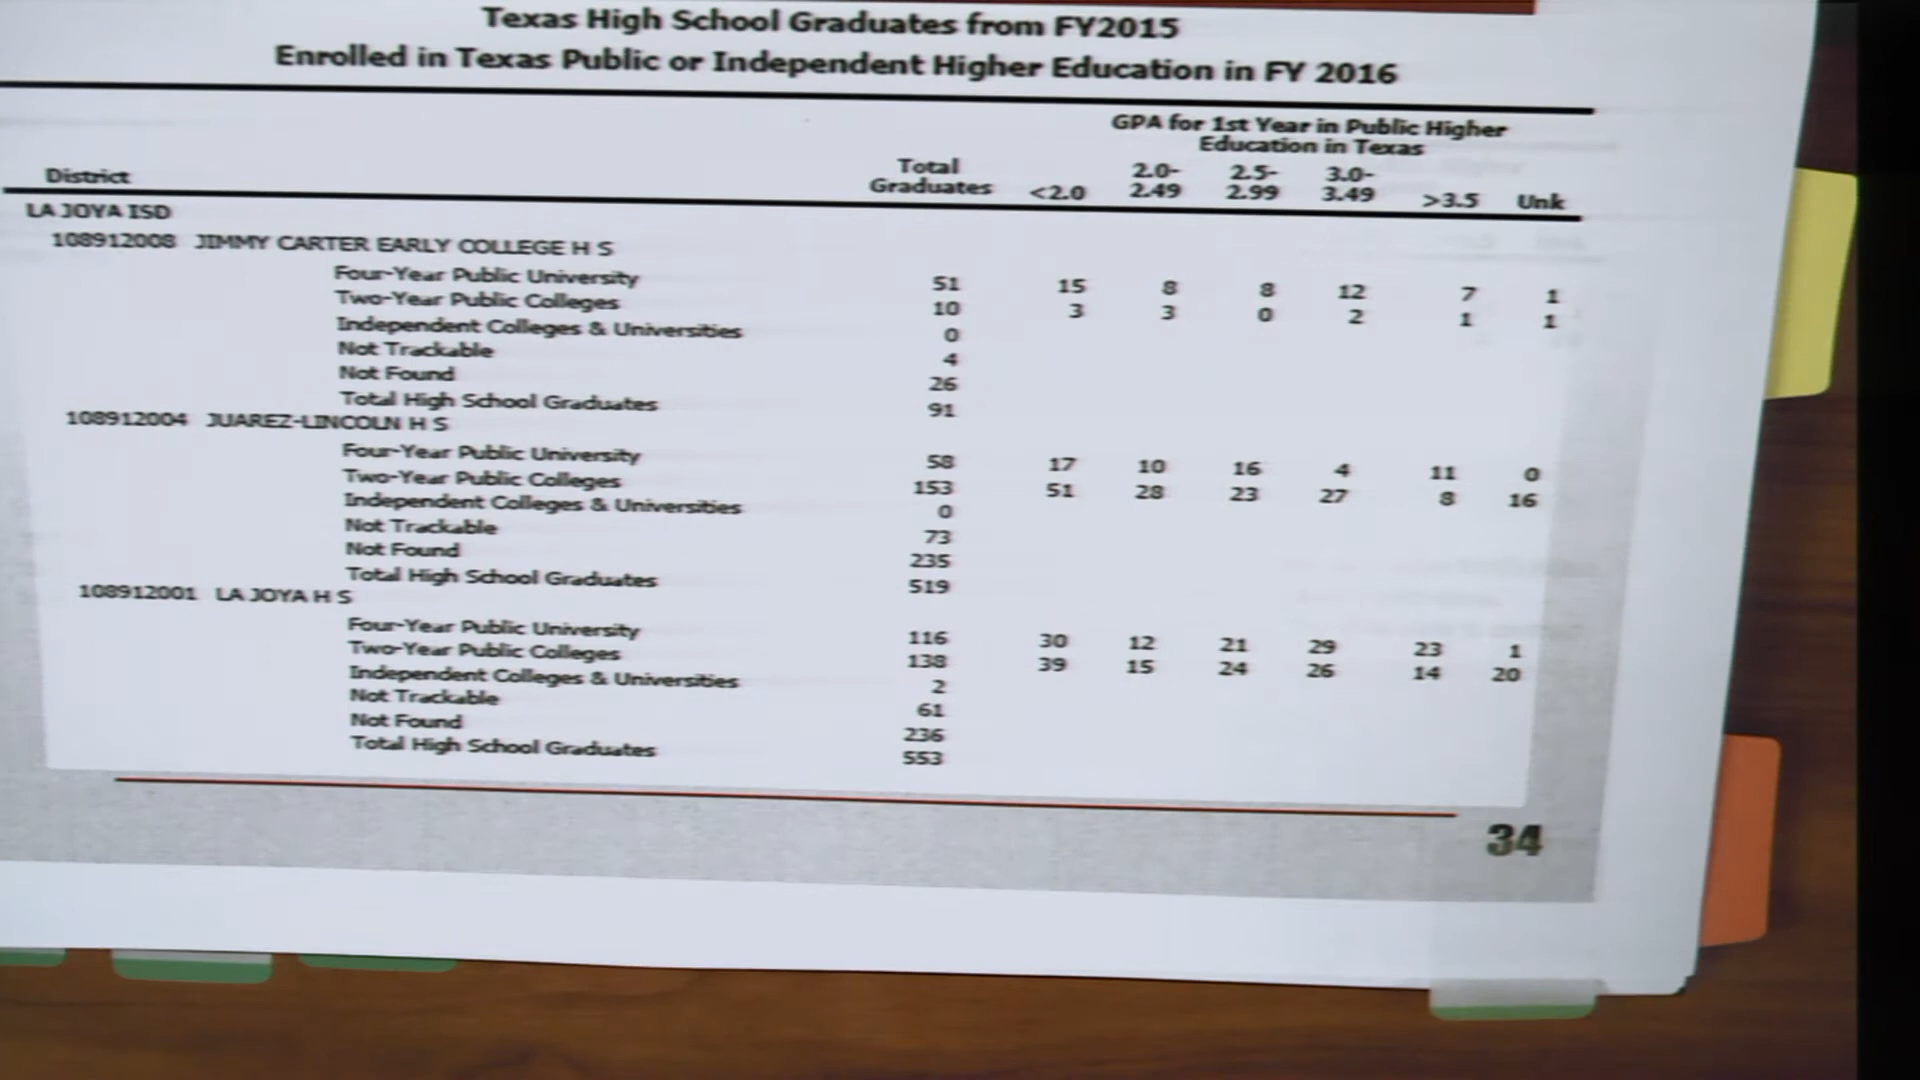 Texas High School Graduates from FY2015
Enrolled in Texas Public or Independent Higher Education in FY 2016
GPA for 1st Year in Public Higher
Education in Texas
District Total Graduates <2.0 2.0-2.49 2.5-2.99 3.0-3.49 >3.5 Unk
LA JOYA ISD
108912008 JIMMY CARTER EARLY COLLEGE H S
Four-Year Public University 51 15 8 8 12 7 1
Two-Year Public Colleges 10 3 3 0 2 1 1
Independent Colleges & Universities 0
Not Trackable 4
Not Found 26
Total High School Graduates 91
108912004 JUAREZ-LINCOLN H S
Four-Year Public University 58 17 10 16 4 11 0
Two-Year Public Colleges 153 51 28 23 27 8 16
Independent Colleges & Universities 0
Not Trackable 73
Not Found 235
Total High School Graduates 519
108912001 LA JOYA H S
Four-Year Public University 116 30 12 21 29 23 1
Two-Year Public Colleges 138 39 15 24 26 14 20
Independent Colleges & Universities 2
Not Trackable 61
Not Found 236
Total High School Graduates 553
34